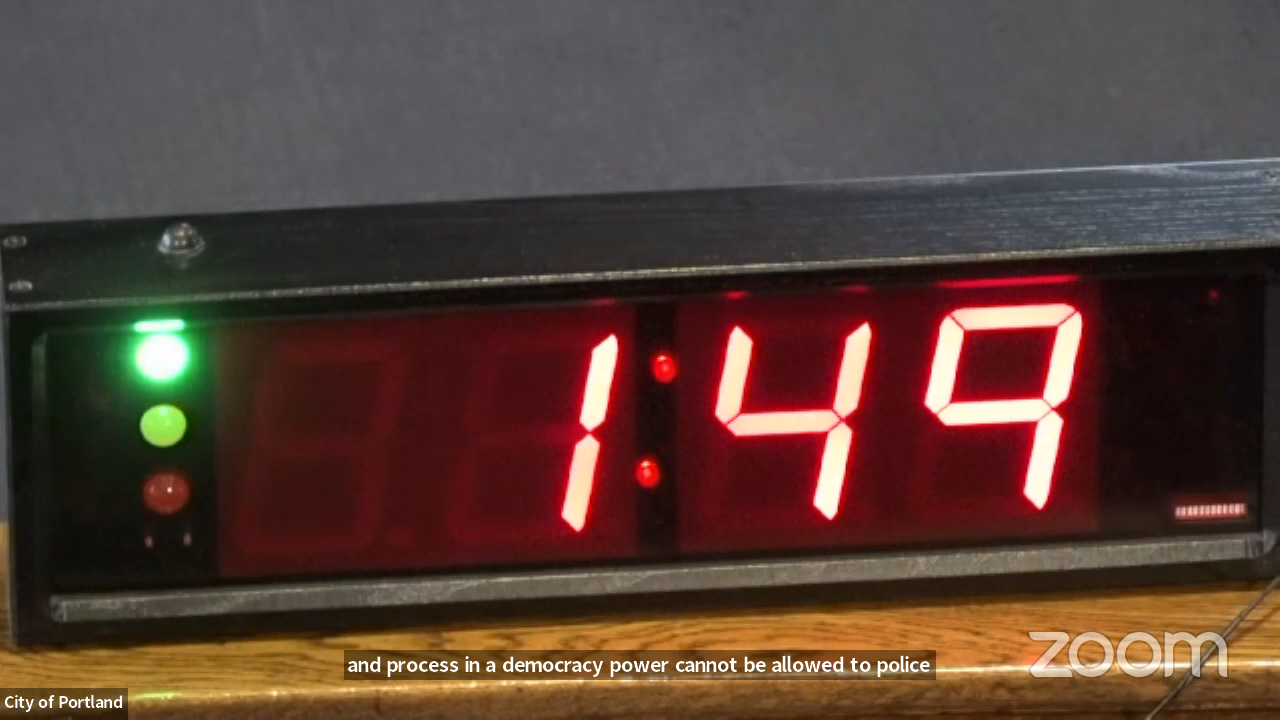 1:49
and process in a democracy power cannot be allowed to police
zoom
City of Portland